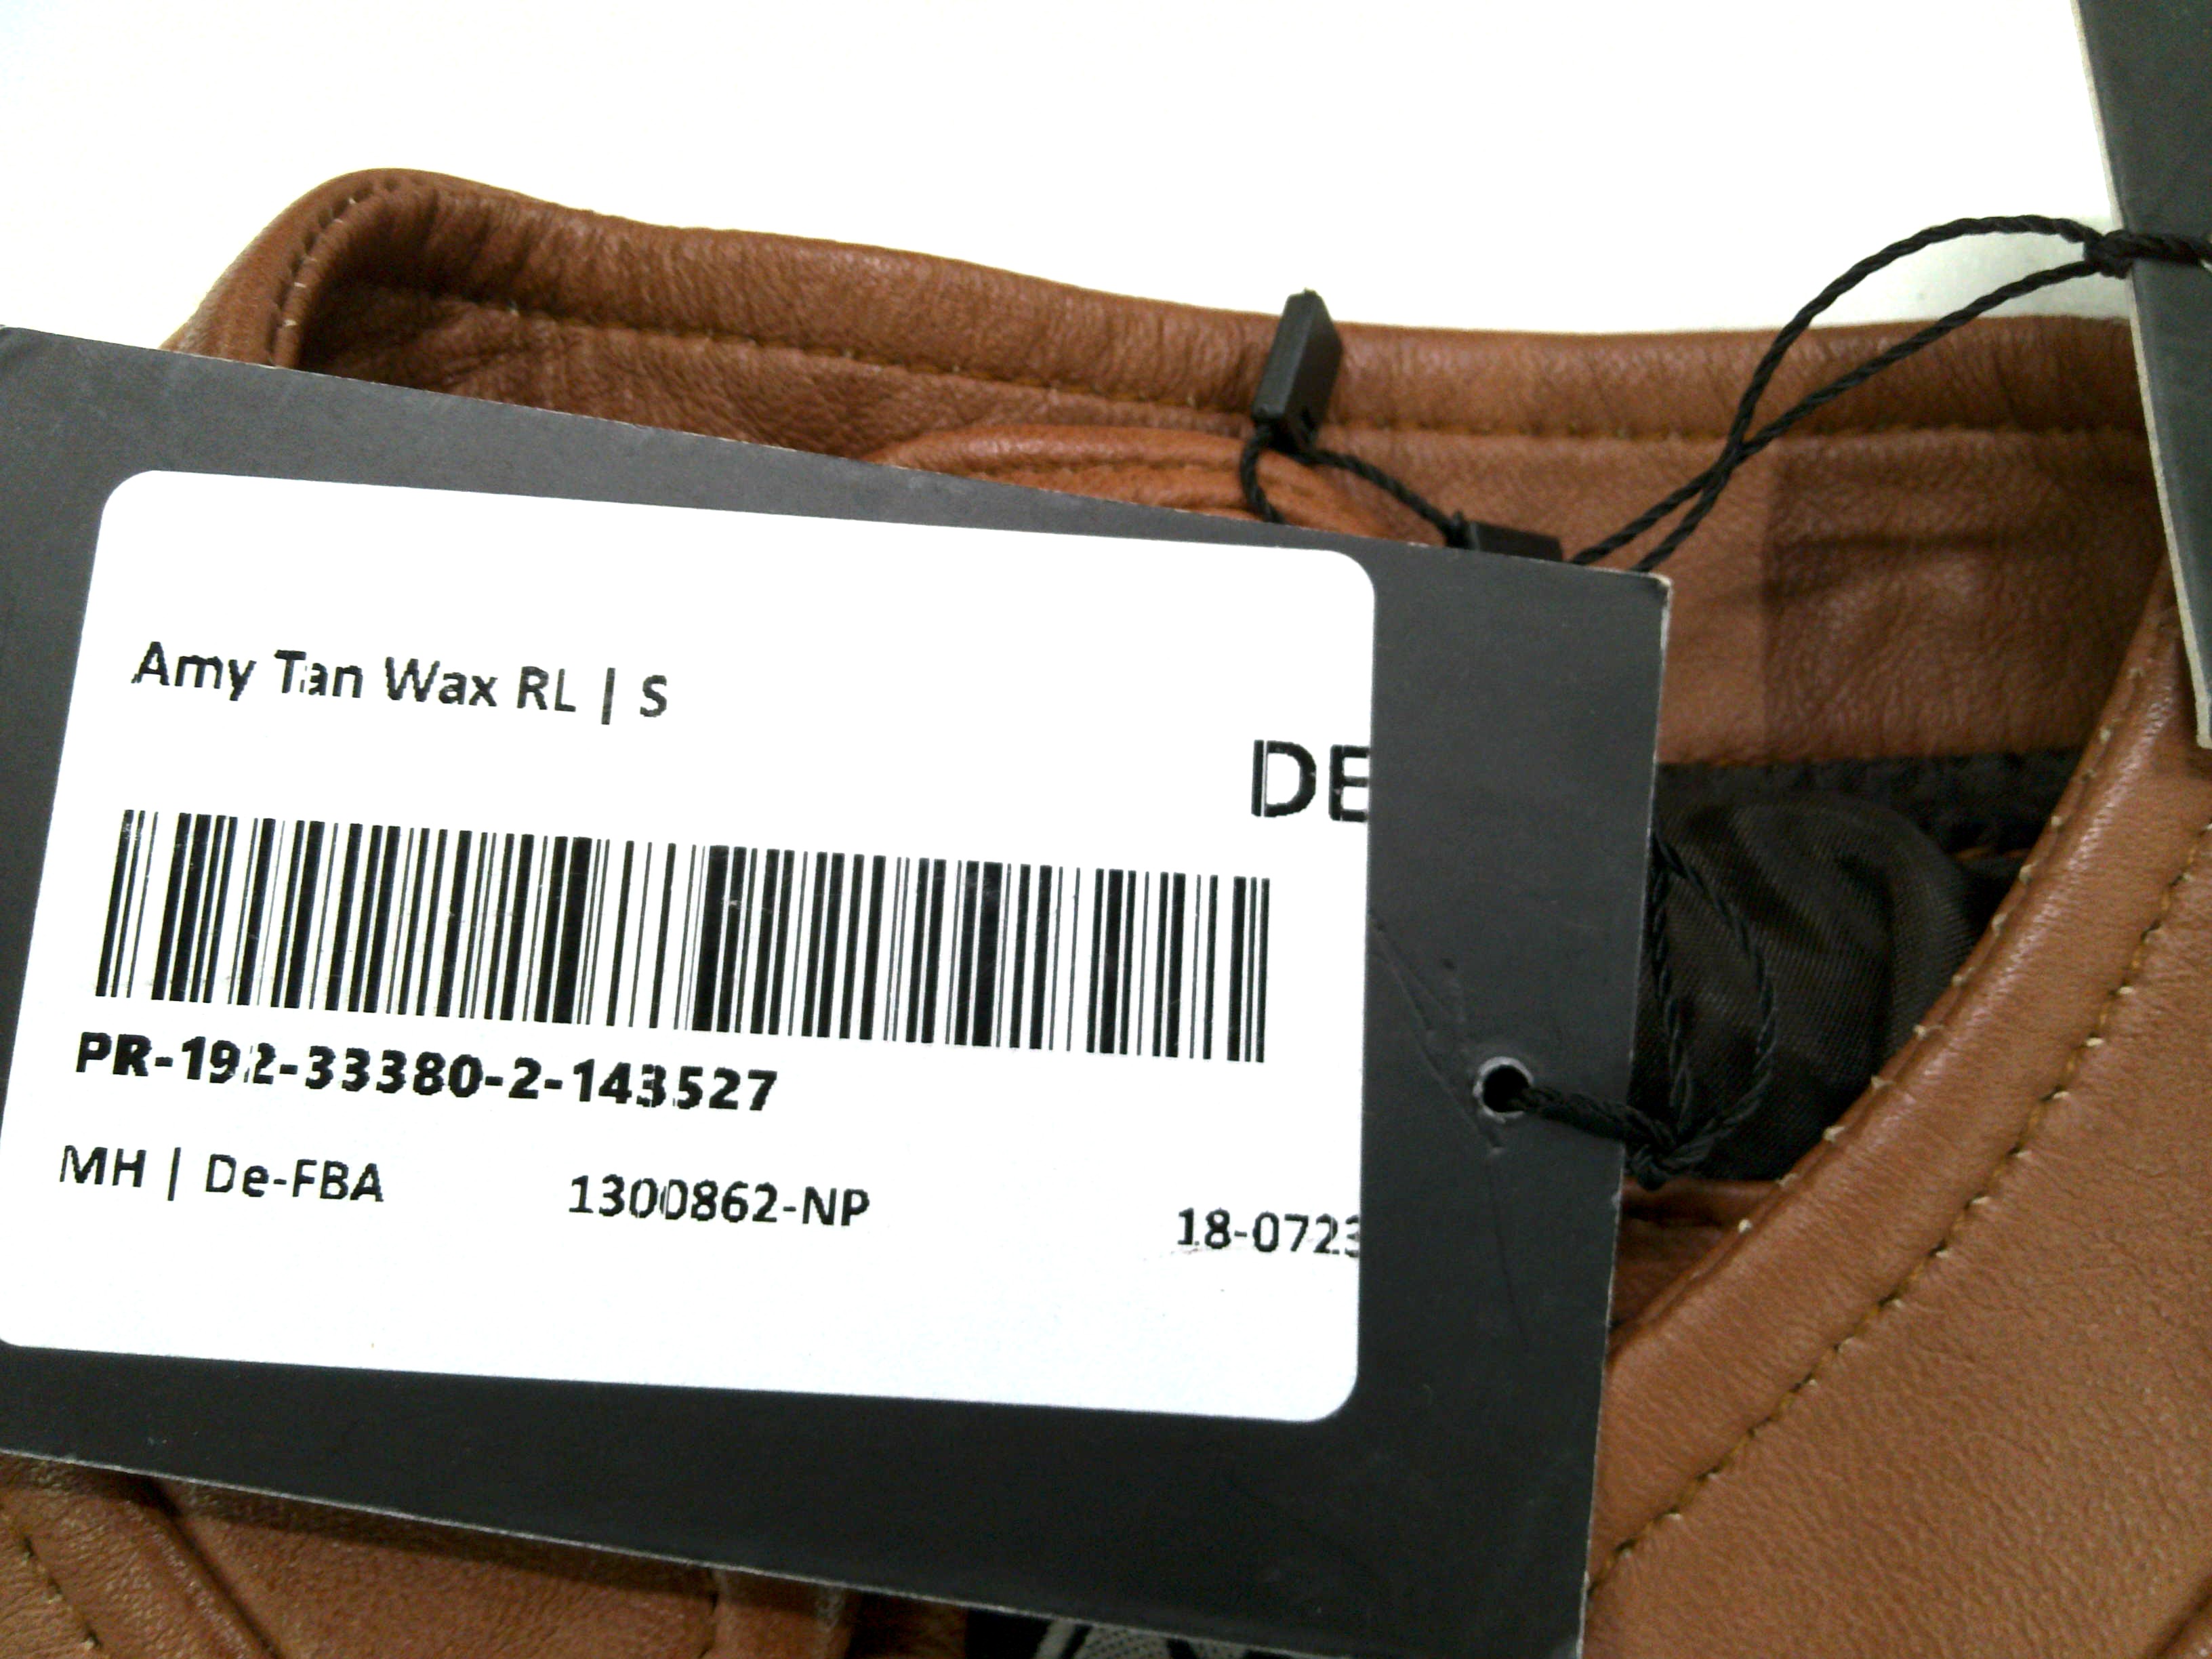 Amy Tan Wax RL | S
DE
PR-192-33380-2-143527
MH | De-FBA 1300862-NP 18-0723